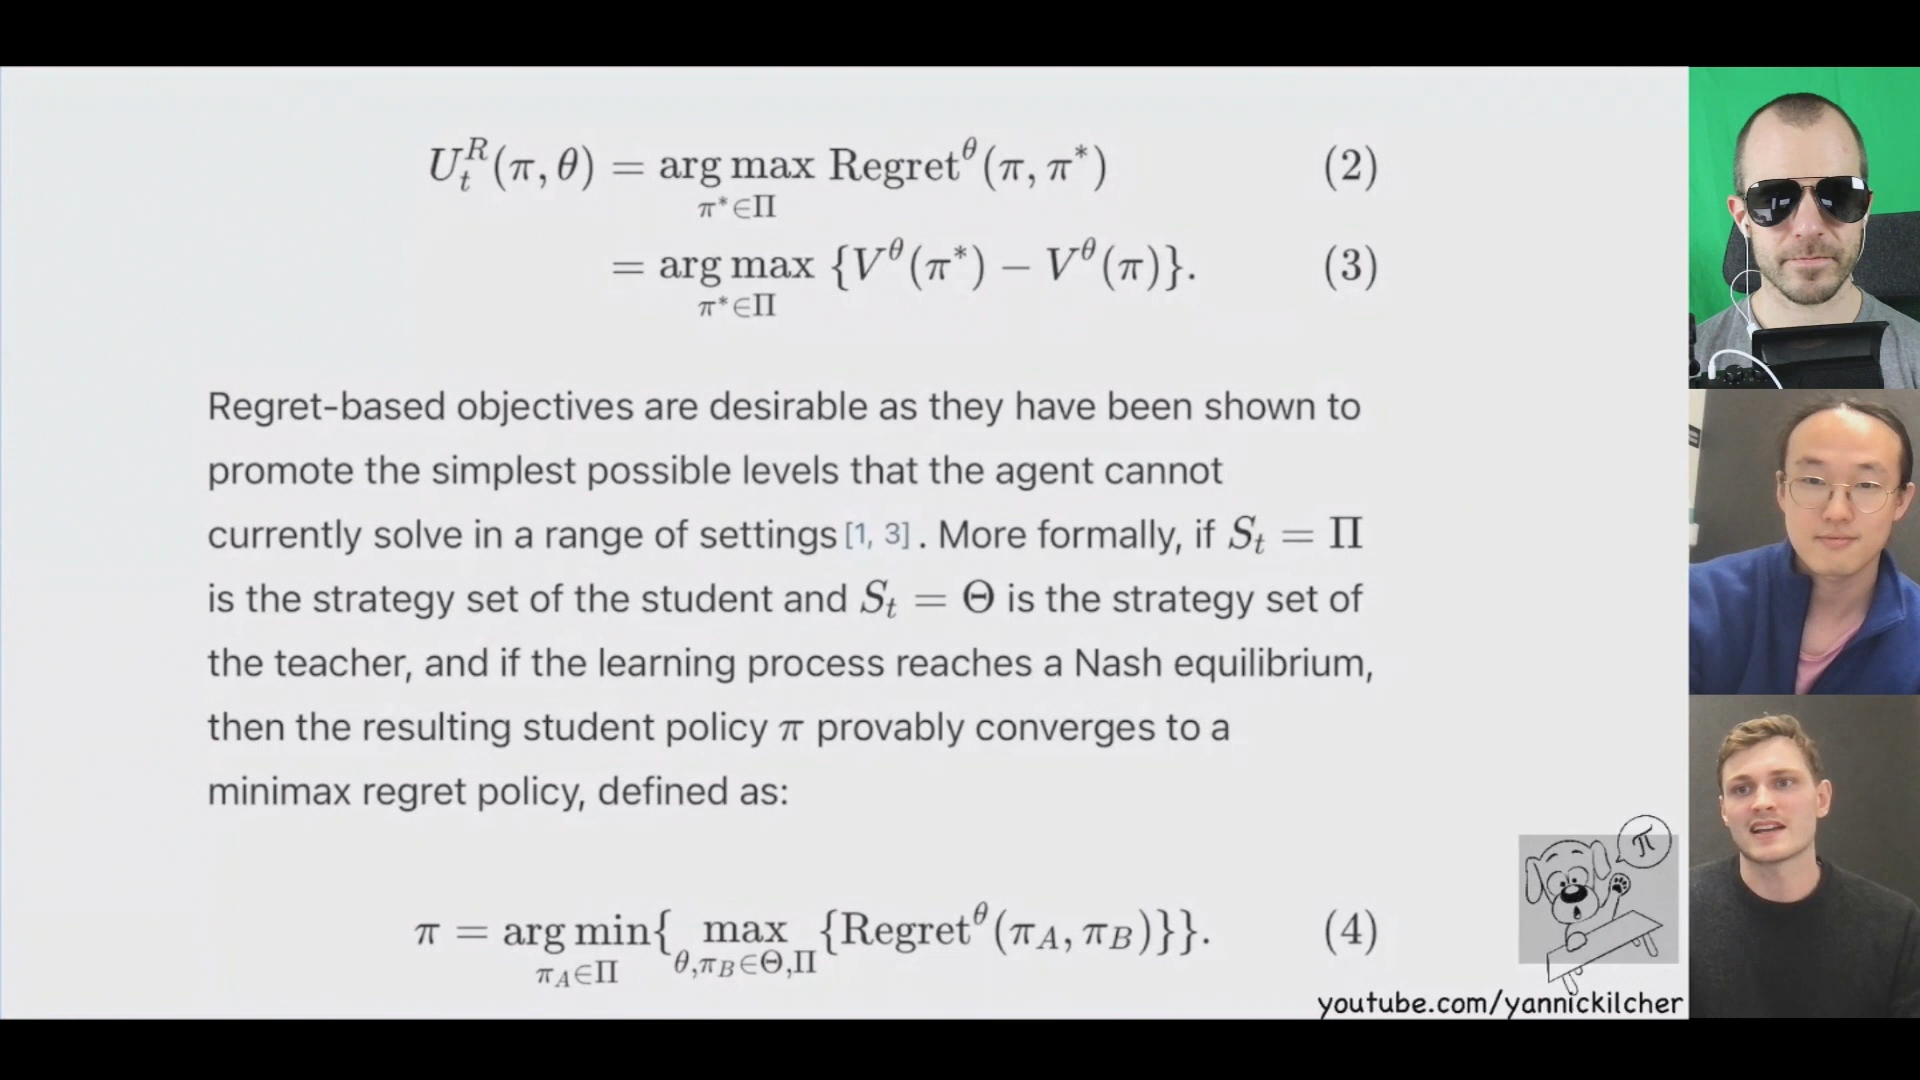 U_t^R(π, θ) = arg max_{π*∈Π} Regret^θ(π, π*) (2)
= arg max_{π*∈Π} {V^θ(π*) − V^θ(π)}. (3)
Regret-based objectives are desirable as they have been shown to
promote the simplest possible levels that the agent cannot
currently solve in a range of settings [1, 3] . More formally, if S_t = Π
is the strategy set of the student and S_t = Θ is the strategy set of
the teacher, and if the learning process reaches a Nash equilibrium,
then the resulting student policy π provably converges to a
minimax regret policy, defined as:
π = arg min_{π_A∈Π}{ max_{θ,π_B∈Θ,Π} {Regret^θ(π_A, π_B)}}. (4)
π
youtube.com/yannickilcher